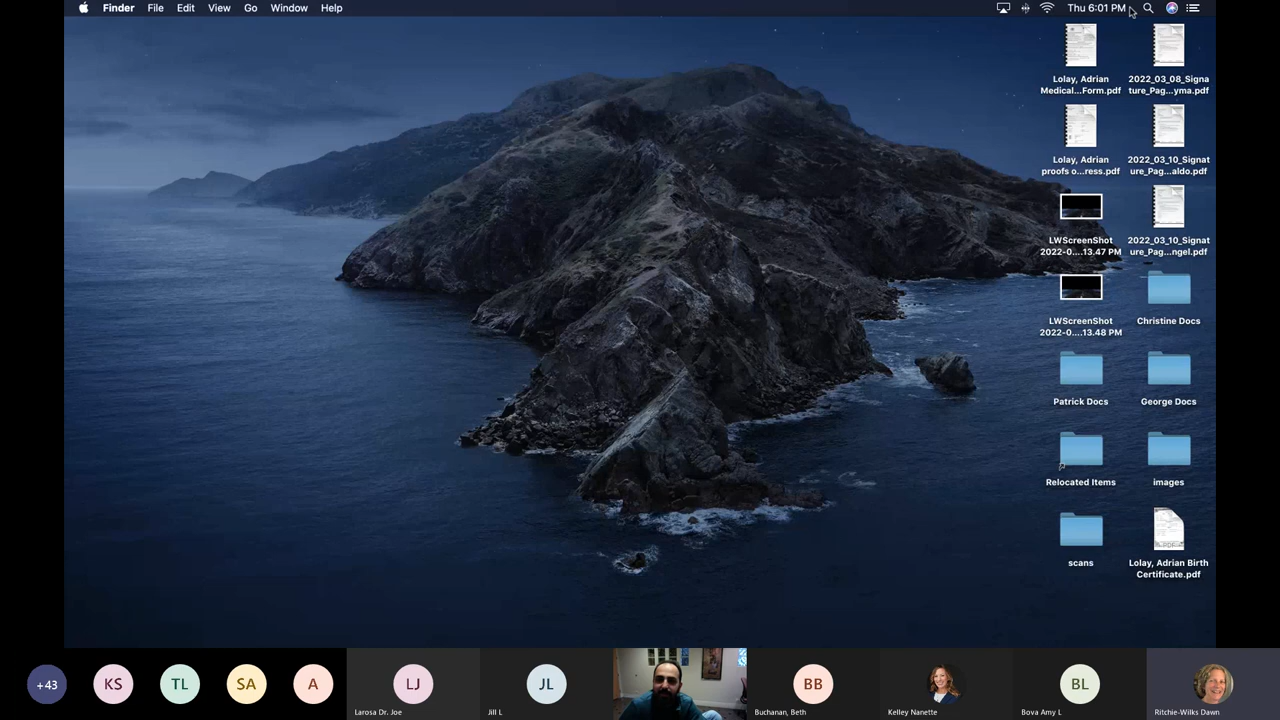 Finder File Edit View Go Window Help Thu 6:01 PM
Lolay, Adrian
Medical...Form.pdf
2022_03_08_Signa
ture_Pag...yma.pdf
Lolay, Adrian
proofs o...ress.pdf
2022_03_10_Signat
ure_Pag...aldo.pdf
LWScreenShot
2022-0....13.47 PM
2022_03_10_Signat
ure_Pag...ngel.pdf
LWScreenShot
2022-0....13.48 PM
Christine Docs
Patrick Docs
George Docs
Relocated Items
images
scans
Lolay, Adrian Birth
Certificate.pdf
+43 KS TL SA A LJ JL BB BL
Larosa Dr. Joe
Jill L
Buchanan, Beth
Kelley Nanette
Bova Amy L
Ritchie-Wilks Dawn